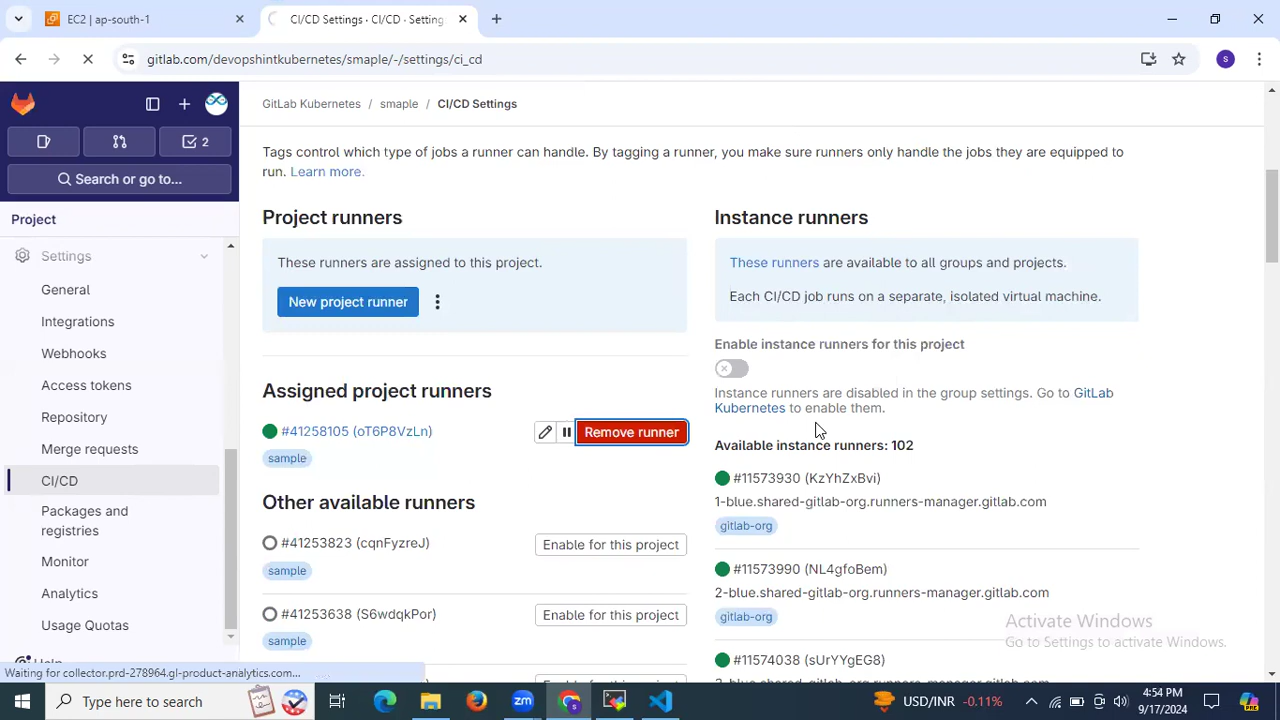 EC2 | ap-south-1
CI/CD Settings · CI/CD · Setting
gitlab.com/devopshintkubernetes/smaple/-/settings/ci_cd
s
2
Search or go to...
Project
Settings
General
Integrations
Webhooks
Access tokens
Repository
Merge requests
CI/CD
Packages and
registries
Monitor
Analytics
Usage Quotas
Help
GitLab Kubernetes / smaple / CI/CD Settings
Tags control which type of jobs a runner can handle. By tagging a runner, you make sure runners only handle the jobs they are equipped to
run. Learn more.
Project runners
These runners are assigned to this project.
New project runner
Assigned project runners
#41258105 (oT6P8VzLn)
Remove runner
sample
Other available runners
#41253823 (cqnFyzreJ)
Enable for this project
sample
#41253638 (S6wdqkPor)
Enable for this project
sample
Instance runners
These runners are available to all groups and projects.
Each CI/CD job runs on a separate, isolated virtual machine.
Enable instance runners for this project
Instance runners are disabled in the group settings. Go to GitLab
Kubernetes to enable them.
Available instance runners: 102
#11573930 (KzYhZxBvi)
1-blue.shared-gitlab-org.runners-manager.gitlab.com
gitlab-org
#11573990 (NL4gfoBem)
2-blue.shared-gitlab-org.runners-manager.gitlab.com
gitlab-org
#11574038 (sUrYYgEG8)
Activate Windows
Go to Settings to activate Windows.
Waiting for collector.prd-278964.gl-product-analytics.com...
Type here to search
zm
USD/INR -0.11%
4:54 PM
9/17/2024